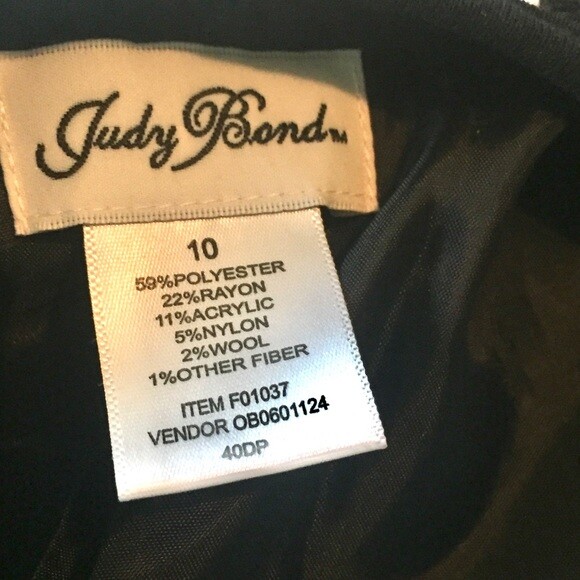 Judy Bond™
10
59%POLYESTER
22%RAYON
11%ACRYLIC
5%NYLON
2%WOOL
1%OTHER FIBER
ITEM F01037
VENDOR OB0601124
40DP